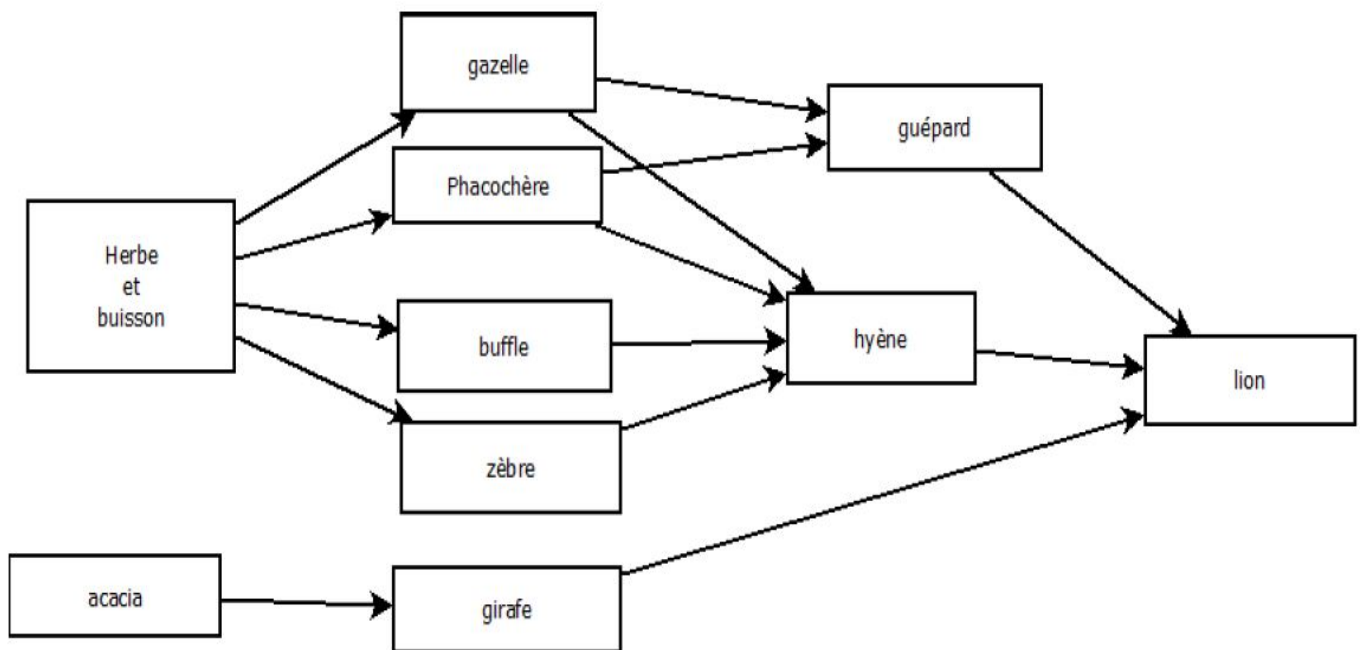 gazelle
guépard
Phacochère
Herbe
et
buisson
buffle
hyène
lion
zèbre
acacia
girafe